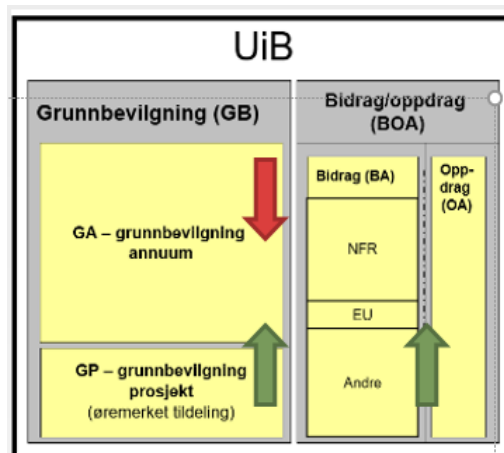 UiB
Grunnbevilgning (GB)
GA – grunnbevilgning
annuum
GP – grunnbevilgning
prosjekt
(øremerket tildeling)
Bidrag/oppdrag
(BOA)
Bidrag (BA)
NFR
EU
Andre
Opp-
drag
(OA)